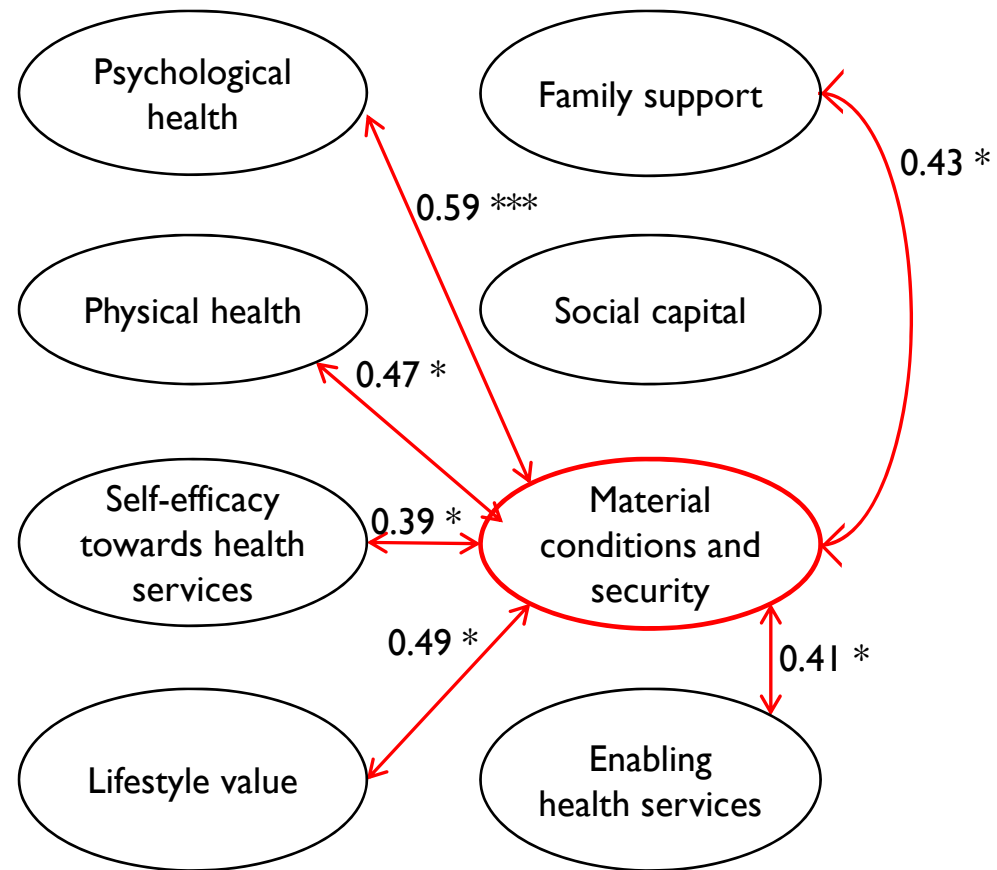 Psychological
health
Family support
0.43 *
0.59 ***
Physical health
Social capital
0.47 *
Self-efficacy
towards health
services
0.39 *
Material
conditions and
security
0.49 *
0.41 *
Lifestyle value
Enabling
health services